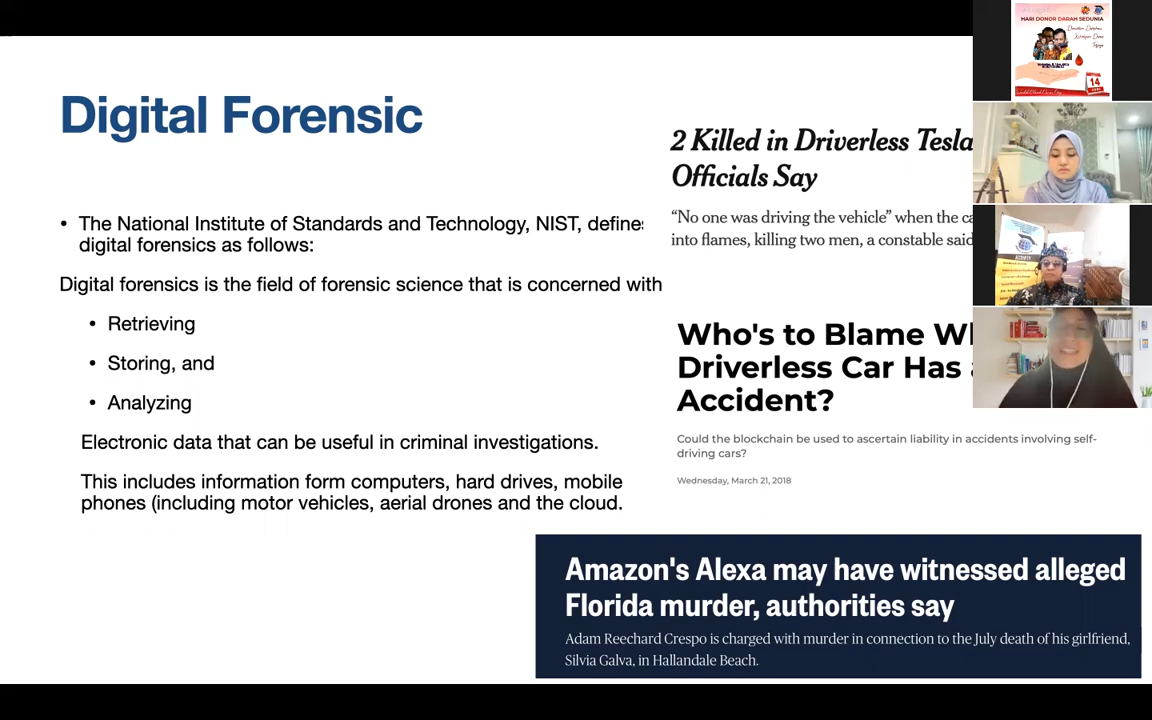 Digital Forensic
• The National Institute of Standards and Technology, NIST, defines
digital forensics as follows:
Digital forensics is the field of forensic science that is concerned with
• Retrieving
• Storing, and
• Analyzing
Electronic data that can be useful in criminal investigations.
This includes information form computers, hard drives, mobile
phones (including motor vehicles, aerial drones and the cloud.
2 Killed in Driverless Tesla
Officials Say
“No one was driving the vehicle” when the ca
into flames, killing two men, a constable said
Who's to Blame Wh
Driverless Car Has a
Accident?
Could the blockchain be used to ascertain liability in accidents involving self-
driving cars?
Wednesday, March 21, 2018
Amazon's Alexa may have witnessed alleged
Florida murder, authorities say
Adam Reechard Crespo is charged with murder in connection to the July death of his girlfriend,
Silvia Galva, in Hallandale Beach.
HARI DONOR DARAH SEDUNIA
14